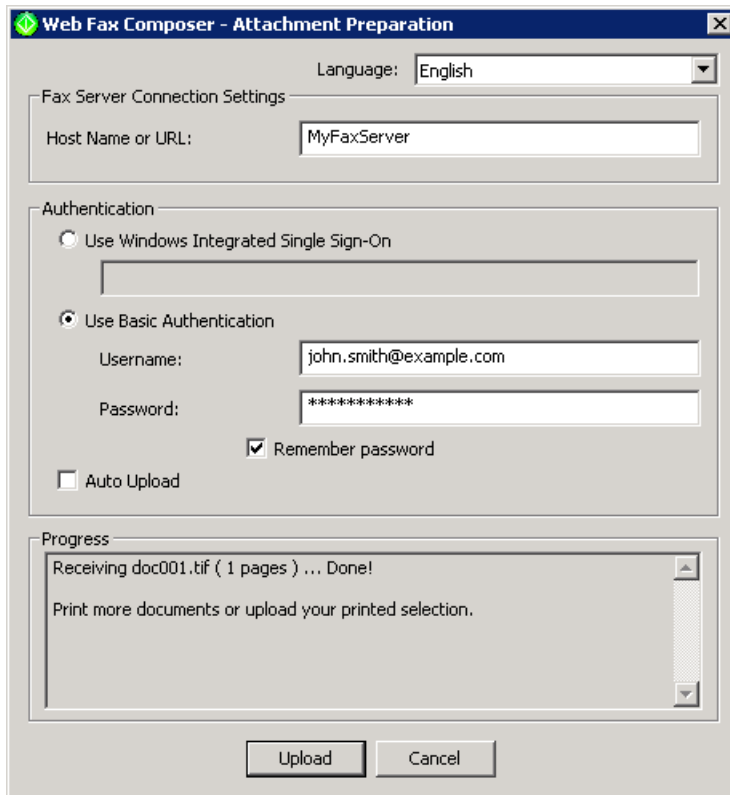 Web Fax Composer - Attachment Preparation
Language: English
Fax Server Connection Settings
Host Name or URL: MyFaxServer
Authentication
Use Windows Integrated Single Sign-On
Use Basic Authentication
Username: john.smith@example.com
Password: ***********
Remember password
Auto Upload
Progress
Receiving doc001.tif ( 1 pages ) ... Done!
Print more documents or upload your printed selection.
Upload Cancel